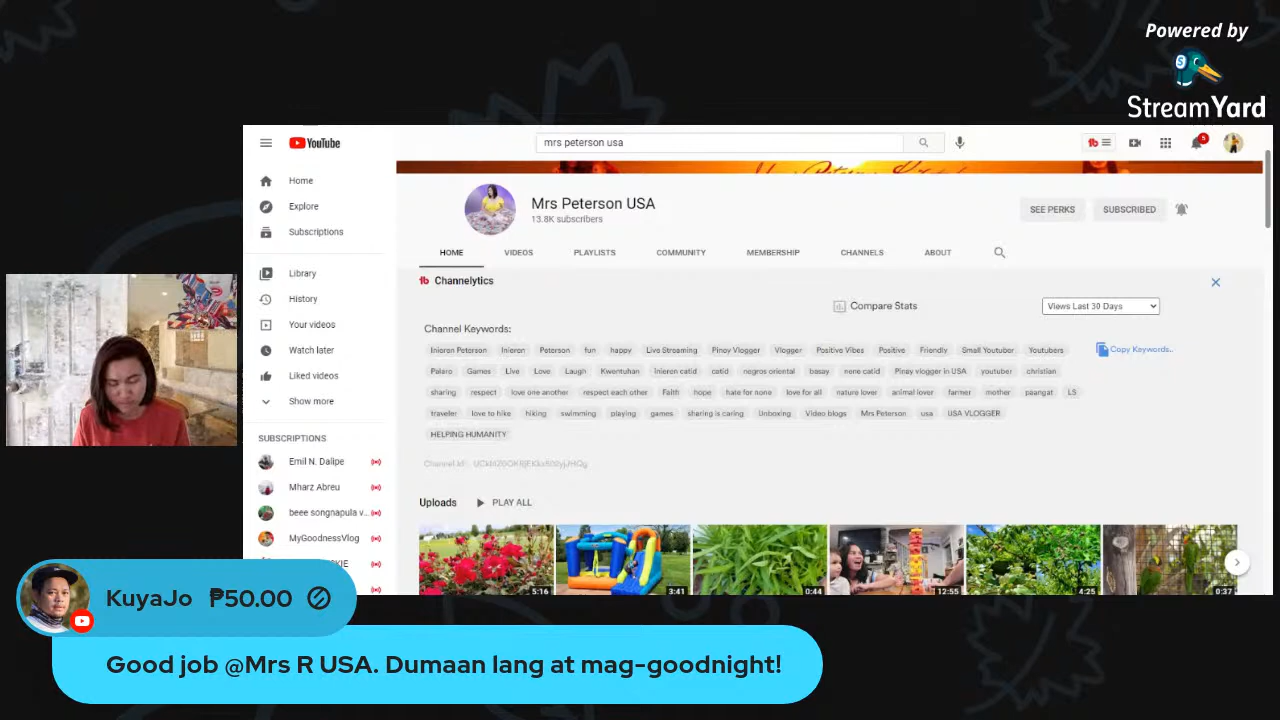 Powered by
StreamYard
YouTube
mrs peterson usa
5
Home
Explore
Subscriptions
Library
History
Your videos
Watch later
Liked videos
Show more
SUBSCRIPTIONS
Emil N. Dalipe
Mharz Abreu
beee songnapula v...
MyGoodnessVlog
Mrs Peterson USA
13.8K subscribers
SEE PERKS
SUBSCRIBED
HOME VIDEOS PLAYLISTS COMMUNITY MEMBERSHIP CHANNELS ABOUT
tb Channelytics
Compare Stats
Views Last 30 Days
Channel Keywords:
Inieren Peterson Inieren Peterson fun happy Live Streaming Pinoy Vlogger Vlogger Positive Vibes Positive Friendly Small Youtuber Youtubers
Copy Keywords..
Palaro Games Live Love Laugh Kwentuhan inieren catid catid negros oriental basay nene catid Pinay vlogger in USA youtuber christian
sharing respect love one another respect each other Faith hope hate for none love for all nature lover animal lover farmer mother paangat LS
traveler love to hike hiking swimming playing games sharing is caring Unboxing Video blogs Mrs Peterson usa USA VLOGGER
HELPING HUMANITY
Channel Id:
Uploads PLAY ALL
5:16
3:41
0:44
12:55
4:25
0:37
KuyaJo ₱50.00
Good job @Mrs R USA. Dumaan lang at mag-goodnight!